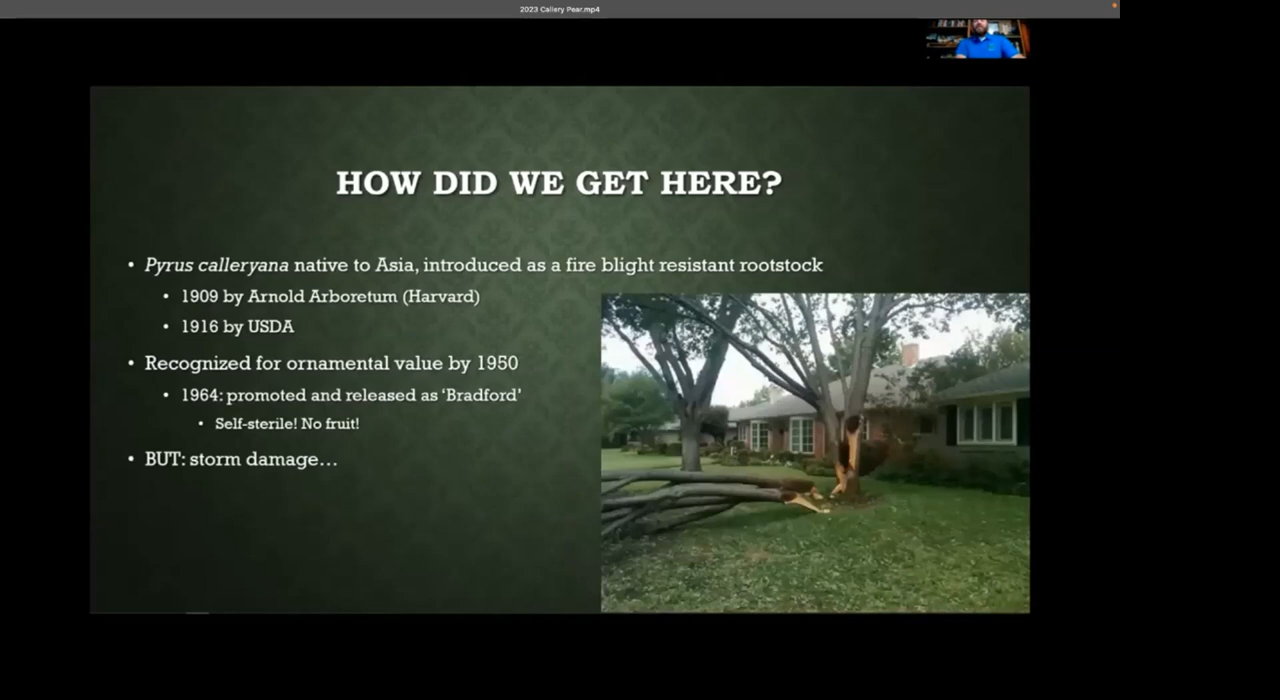 2023 Callery Pear.mp4
HOW DID WE GET HERE?
• Pyrus calleryana native to Asia, introduced as a fire blight resistant rootstock
• 1909 by Arnold Arboretum (Harvard)
• 1916 by USDA
• Recognized for ornamental value by 1950
• 1964: promoted and released as ‘Bradford’
• Self-sterile! No fruit!
• BUT: storm damage…